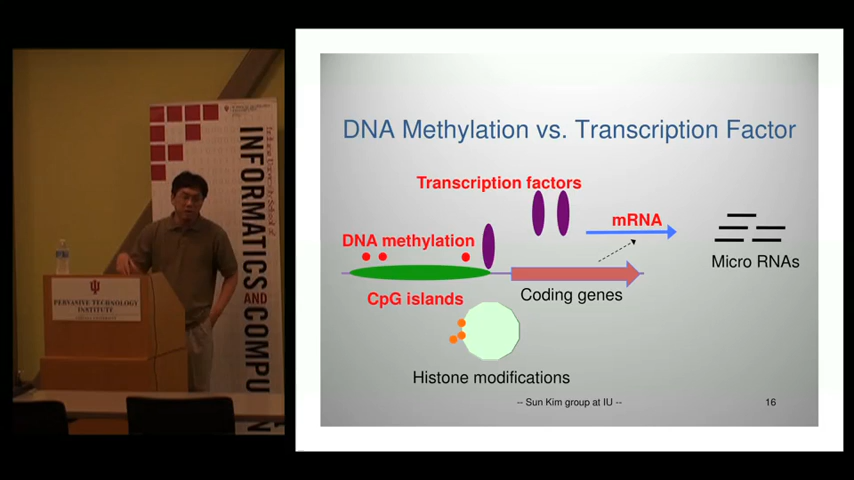 INFORMATICS AND COMPU
PERVASIVE TECHNOLOGY
INSTITUTE
DNA Methylation vs. Transcription Factor
Transcription factors
mRNA
DNA methylation
Micro RNAs
CpG islands
Coding genes
Histone modifications
-- Sun Kim group at IU --
16